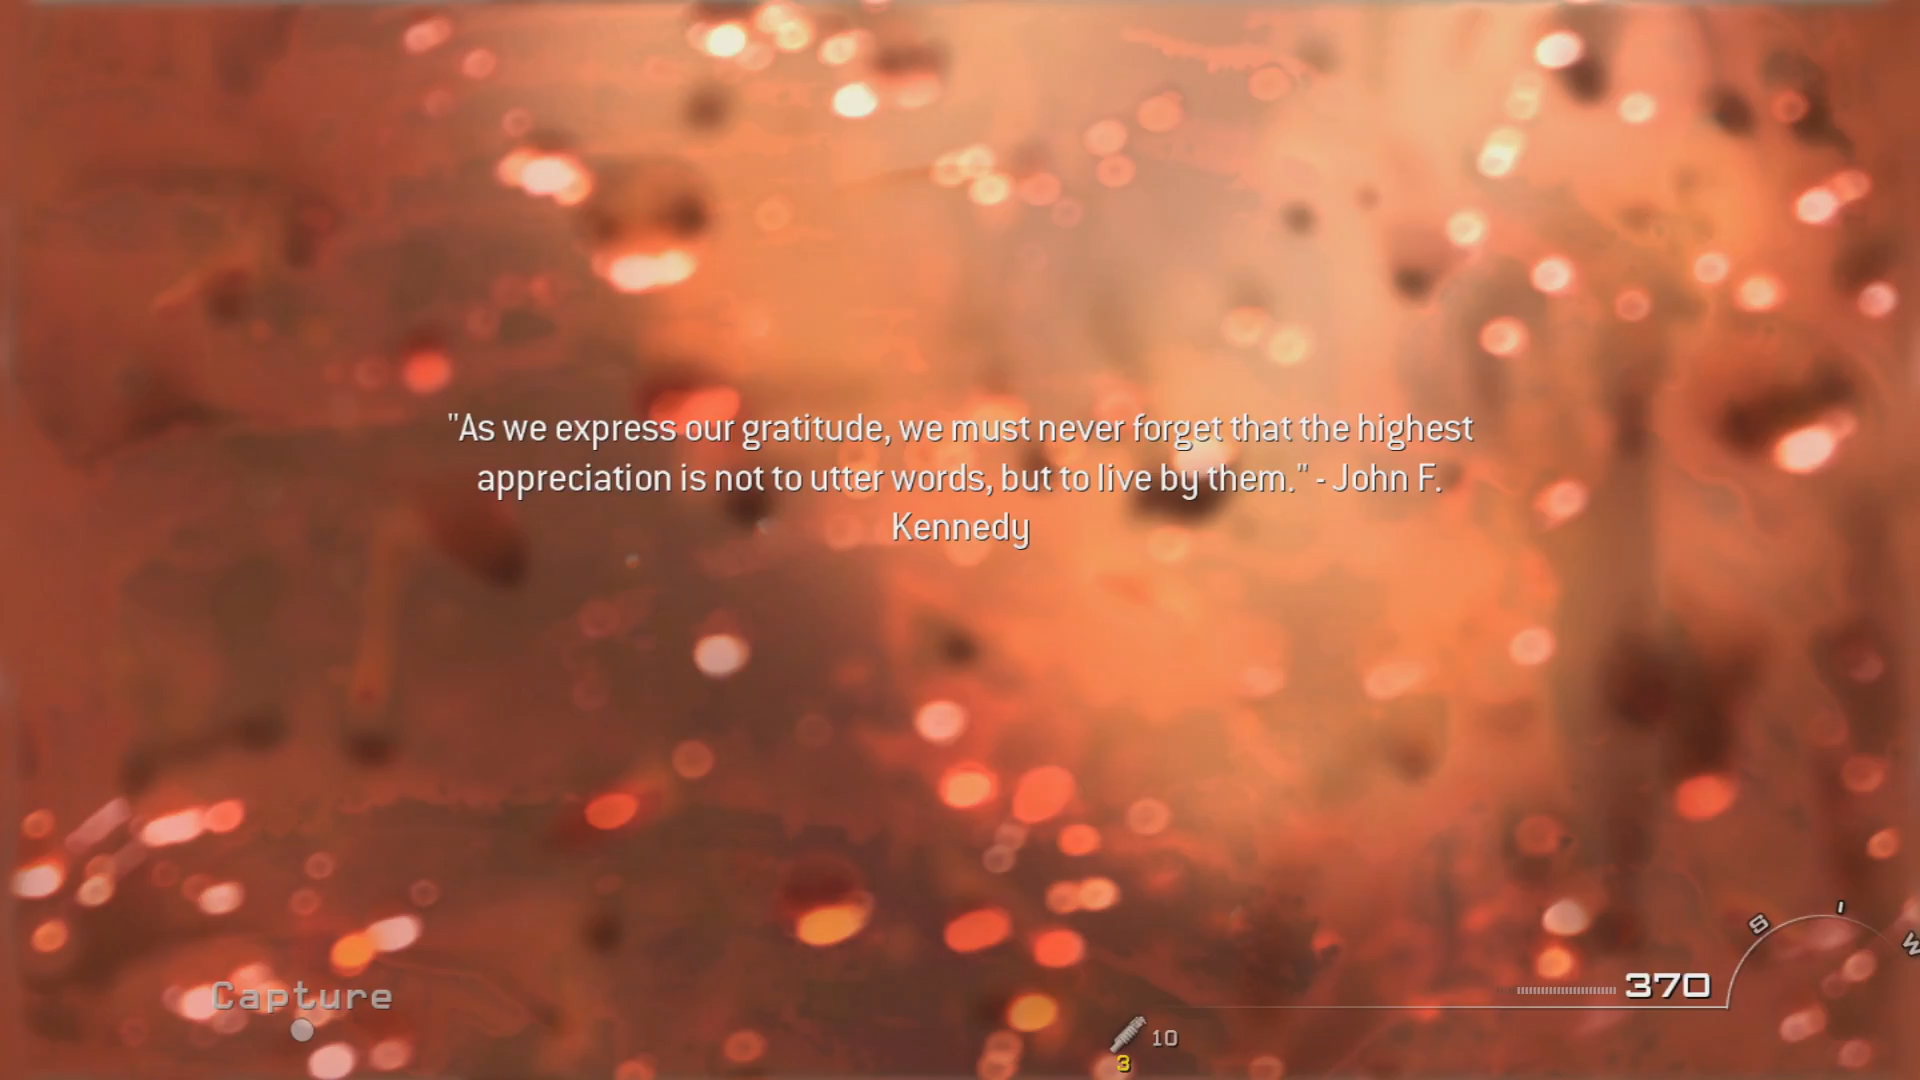 "As we express our gratitude, we must never forget that the highest
appreciation is not to utter words, but to live by them." - John F.
Kennedy
S
W
370
Capture
10
3